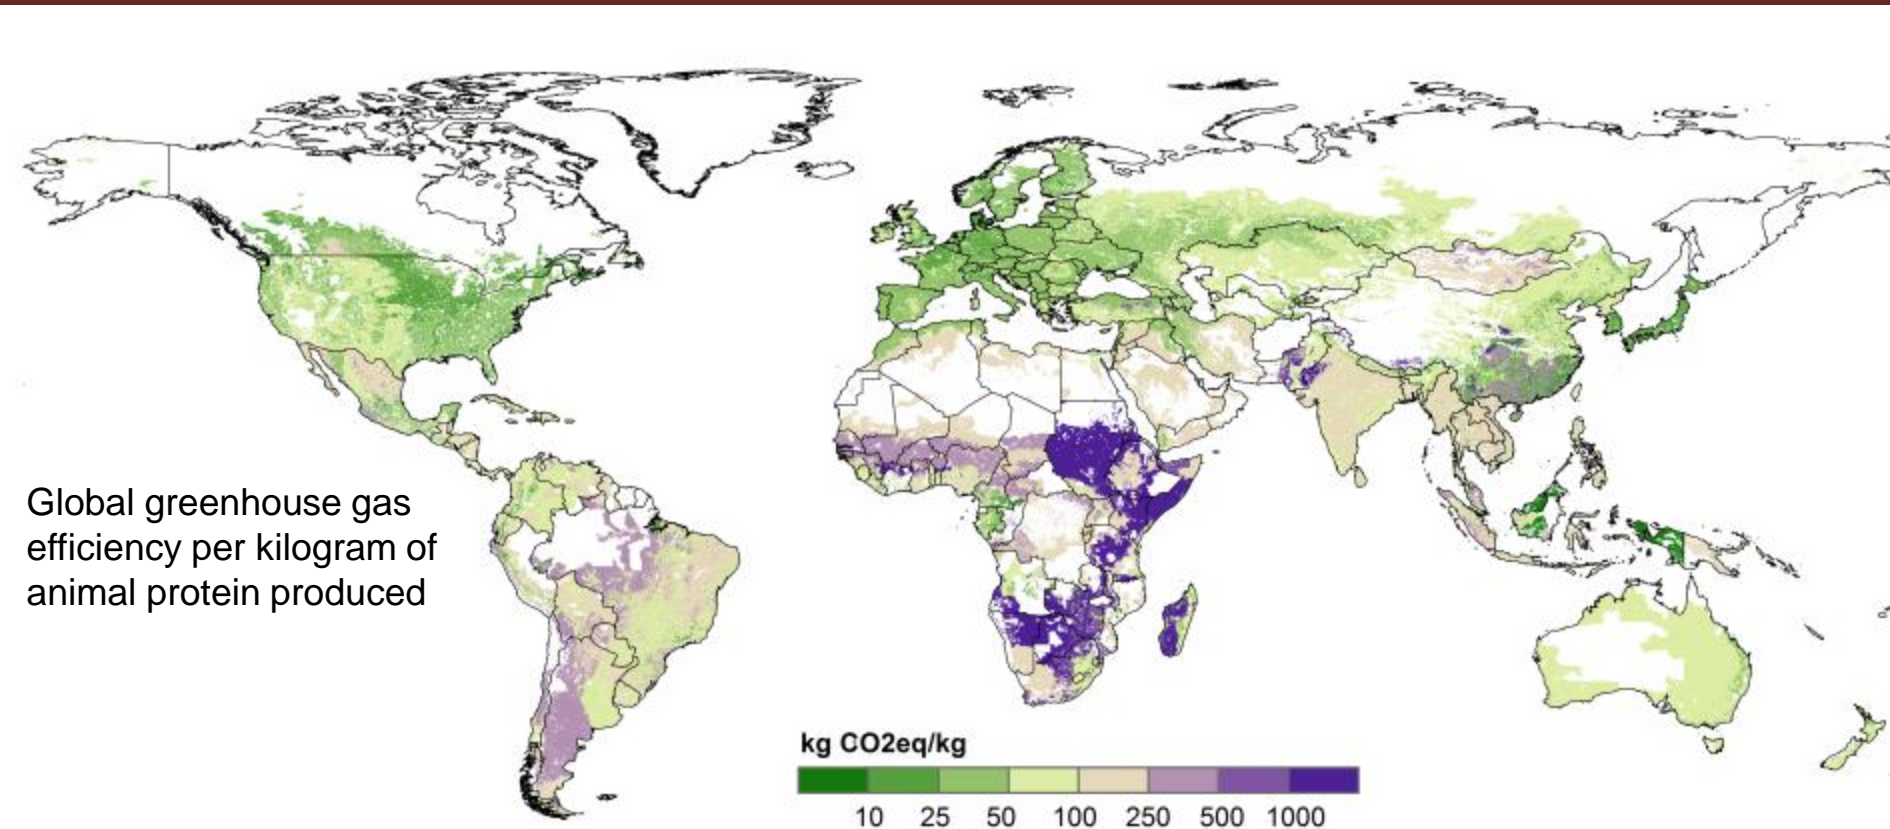 Global greenhouse gas
efficiency per kilogram of
animal protein produced
kg CO2eq/kg
10 25 50 100 250 500 1000